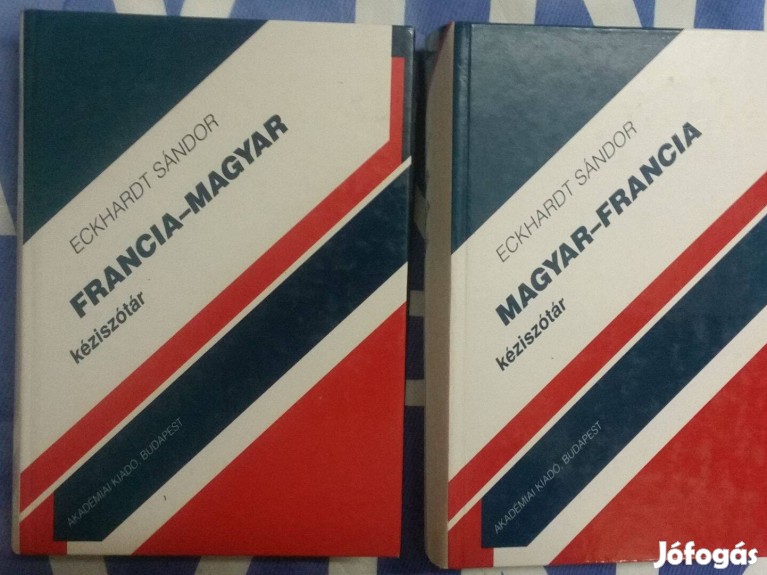 ECKHARDT SÁNDOR
FRANCIA–MAGYAR
kéziszótár
AKADÉMIAI KIADÓ, BUDAPEST
ECKHARDT SÁNDOR
MAGYAR–FRANCIA
kéziszótár
AKADÉMIAI KIADÓ, BUDAPEST
Jófogás